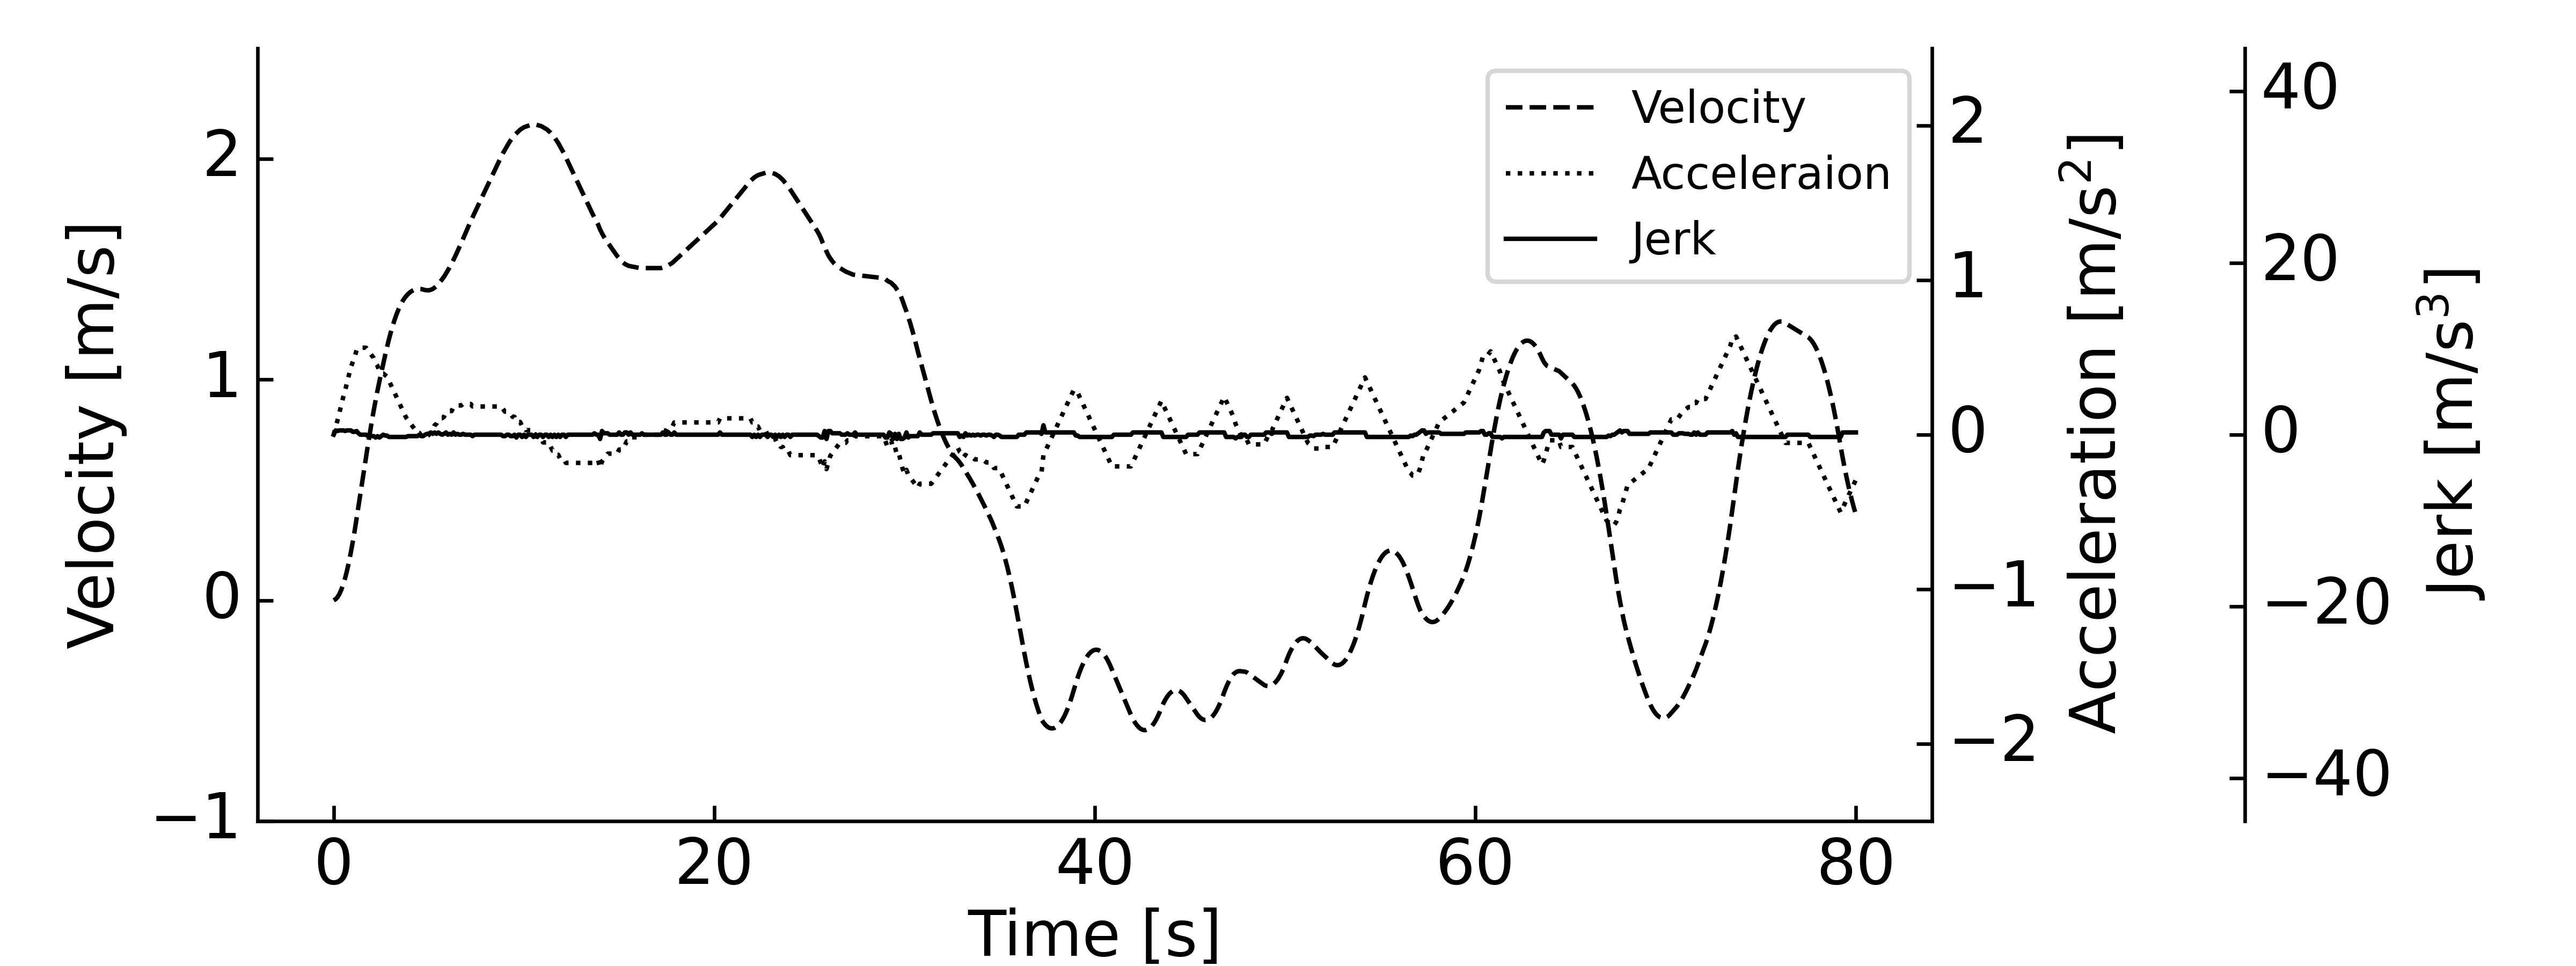 Velocity [m/s]
2
1
0
−1
0 20 40 60 80
Time [s]
Velocity
Acceleraion
Jerk
2
1
0
−1
−2
Acceleration [m/s²]
40
20
0
−20
−40
Jerk [m/s³]